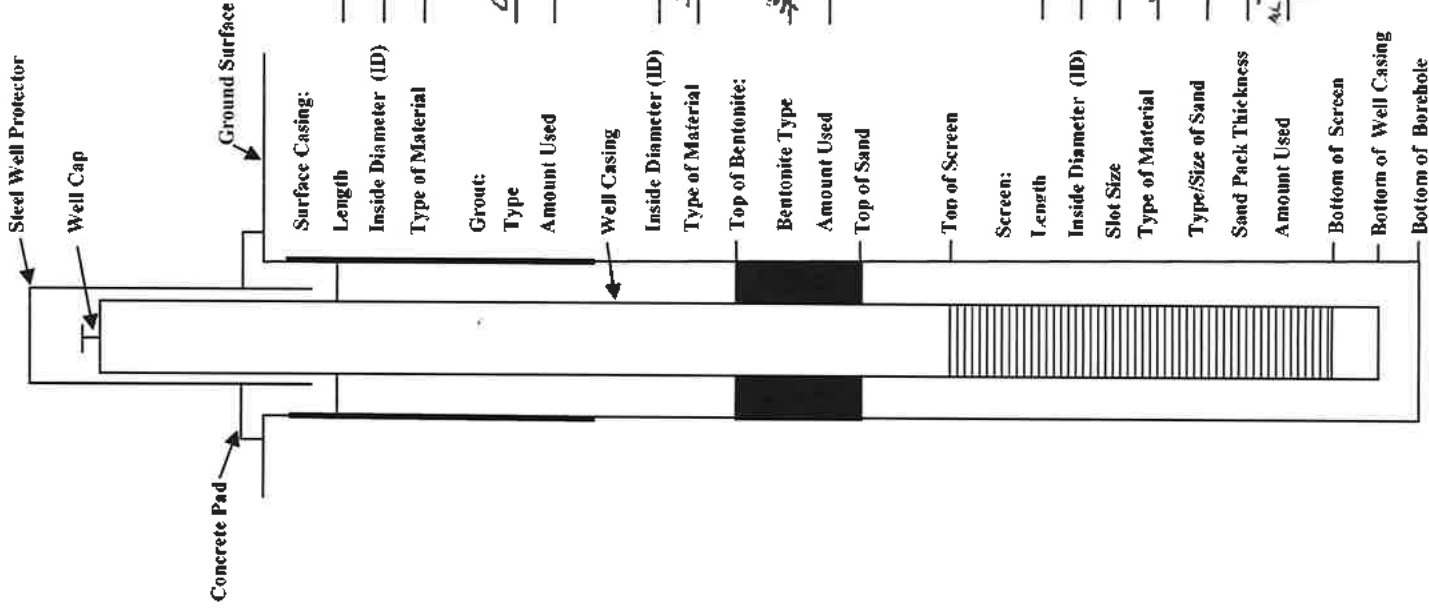 Steel Well Protector
Well Cap
Ground Surface
Concrete Pad
Surface Casing:
Length
Inside Diameter (ID)
Type of Material
Grout:
Type
Amount Used
Well Casing
Inside Diameter (ID)
Type of Material
Top of Bentonite:
Bentonite Type
Amount Used
Top of Sand
Top of Screen
Screen:
Length
Inside Diameter (ID)
Slot Size
Type of Material
Type/Size of Sand
Sand Pack Thickness
Amount Used
Bottom of Screen
Bottom of Well Casing
Bottom of Borehole